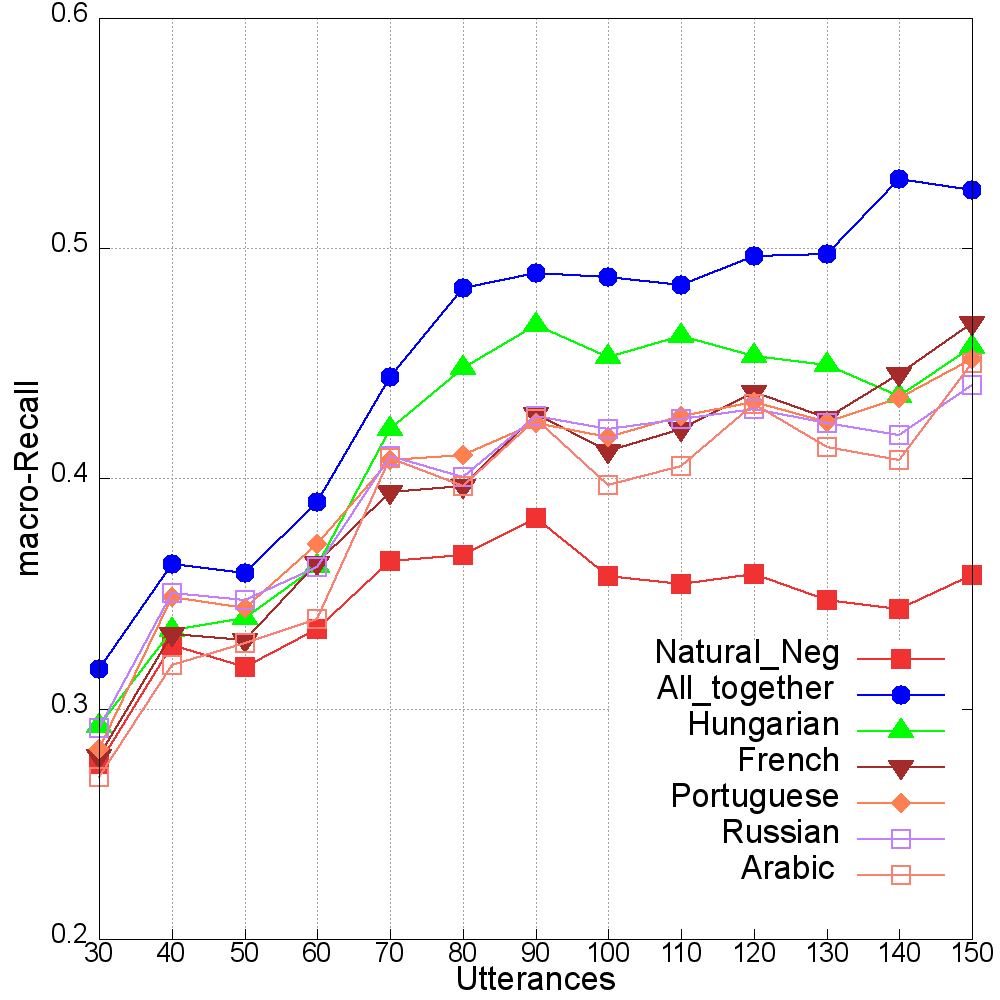 0.6
0.5
0.4
0.3
0.2
macro-Recall
Natural_Neg
All_together
Hungarian
French
Portuguese
Russian
Arabic
30 40 50 60 70 80 90 100 110 120 130 140 150
Utterances